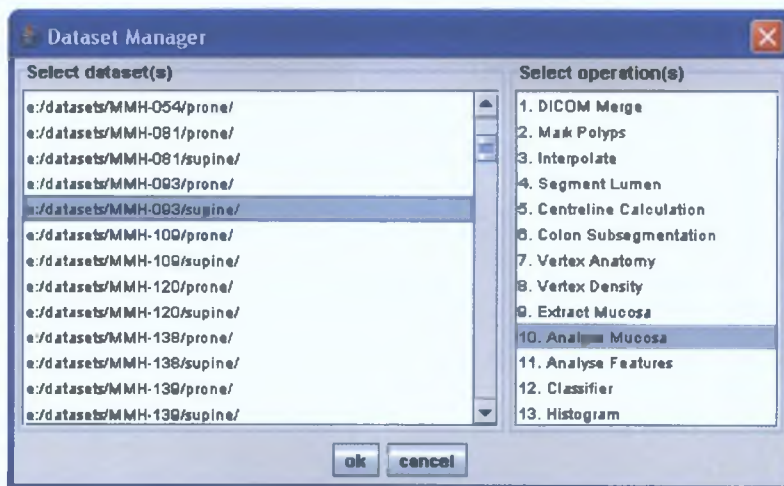 Dataset Manager
Select dataset(s)
e:/datasets/MMH-054/prone/
e:/datasets/MMH-081/prone/
e:/datasets/MMH-081/supine/
e:/datasets/MMH-093/prone/
e:/datasets/MMH-093/supine/
e:/datasets/MMH-109/prone/
e:/datasets/MMH-109/supine/
e:/datasets/MMH-120/prone/
e:/datasets/MMH-120/supine/
e:/datasets/MMH-138/prone/
e:/datasets/MMH-138/supine/
e:/datasets/MMH-139/prone/
e:/datasets/MMH-139/supine/
Select operation(s)
1. DICOM Merge
2. Mark Polyps
3. Interpolate
4. Segment Lumen
5. Centreline Calculation
6. Colon Subsegmentation
7. Vertex Anatomy
8. Vertex Density
9. Extract Mucosa
10. Analyse Mucosa
11. Analyse Features
12. Classifier
13. Histogram
ok cancel